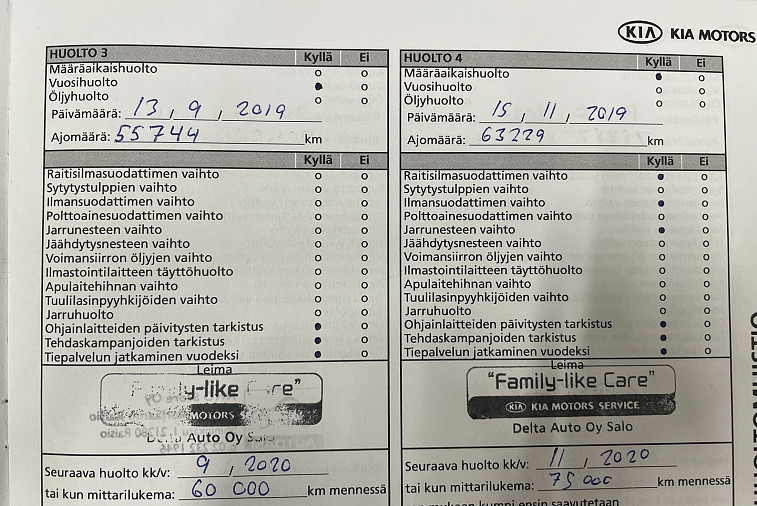 KIA KIA MOTORS
HUOLTO 3 Kyllä Ei
Määräaikaishuolto
Vuosihuolto
Öljyhuolto
Päivämäärä: 13, 9, 2019
Ajomäärä: 55744 km
Kyllä Ei
Raitisilmasuodattimen vaihto
Sytytystulppien vaihto
Ilmansuodattimen vaihto
Polttoainesuodattimen vaihto
Jarrunesteen vaihto
Jäähdytysnesteen vaihto
Voimansiirron öljyjen vaihto
Ilmastointilaitteen täyttöhuolto
Apulaitehihnan vaihto
Tuulilasinpyyhkijöiden vaihto
Jarruhuolto
Ohjainlaitteiden päivitysten tarkistus
Tehdaskampanjoiden tarkistus
Tiepalvelun jatkaminen vuodeksi
Leima
MOTORS
Auto Oy
Seuraava huolto kk/v: 9, 2020
tai kun mittarilukema: 60 000 km mennessä
HUOLTO 4 Kyllä Ei
Määräaikaishuolto
Vuosihuolto
Öljyhuolto
Päivämäärä: 15, 11, 2019
Ajomäärä: 63229 km
Kyllä Ei
Raitisilmasuodattimen vaihto
Sytytystulppien vaihto
Ilmansuodattimen vaihto
Polttoainesuodattimen vaihto
Jarrunesteen vaihto
Jäähdytysnesteen vaihto
Voimansiirron öljyjen vaihto
Ilmastointilaitteen täyttöhuolto
Apulaitehihnan vaihto
Tuulilasinpyyhkijöiden vaihto
Jarruhuolto
Ohjainlaitteiden päivitysten tarkistus
Tehdaskampanjoiden tarkistus
Tiepalvelun jatkaminen vuodeksi
Leima
"Family-like Care"
KIA KIA MOTORS SERVICE
Delta Auto Oy Salo
Seuraava huolto kk/v: 11, 2020
tai kun mittarilukema: 75 000 km mennessä